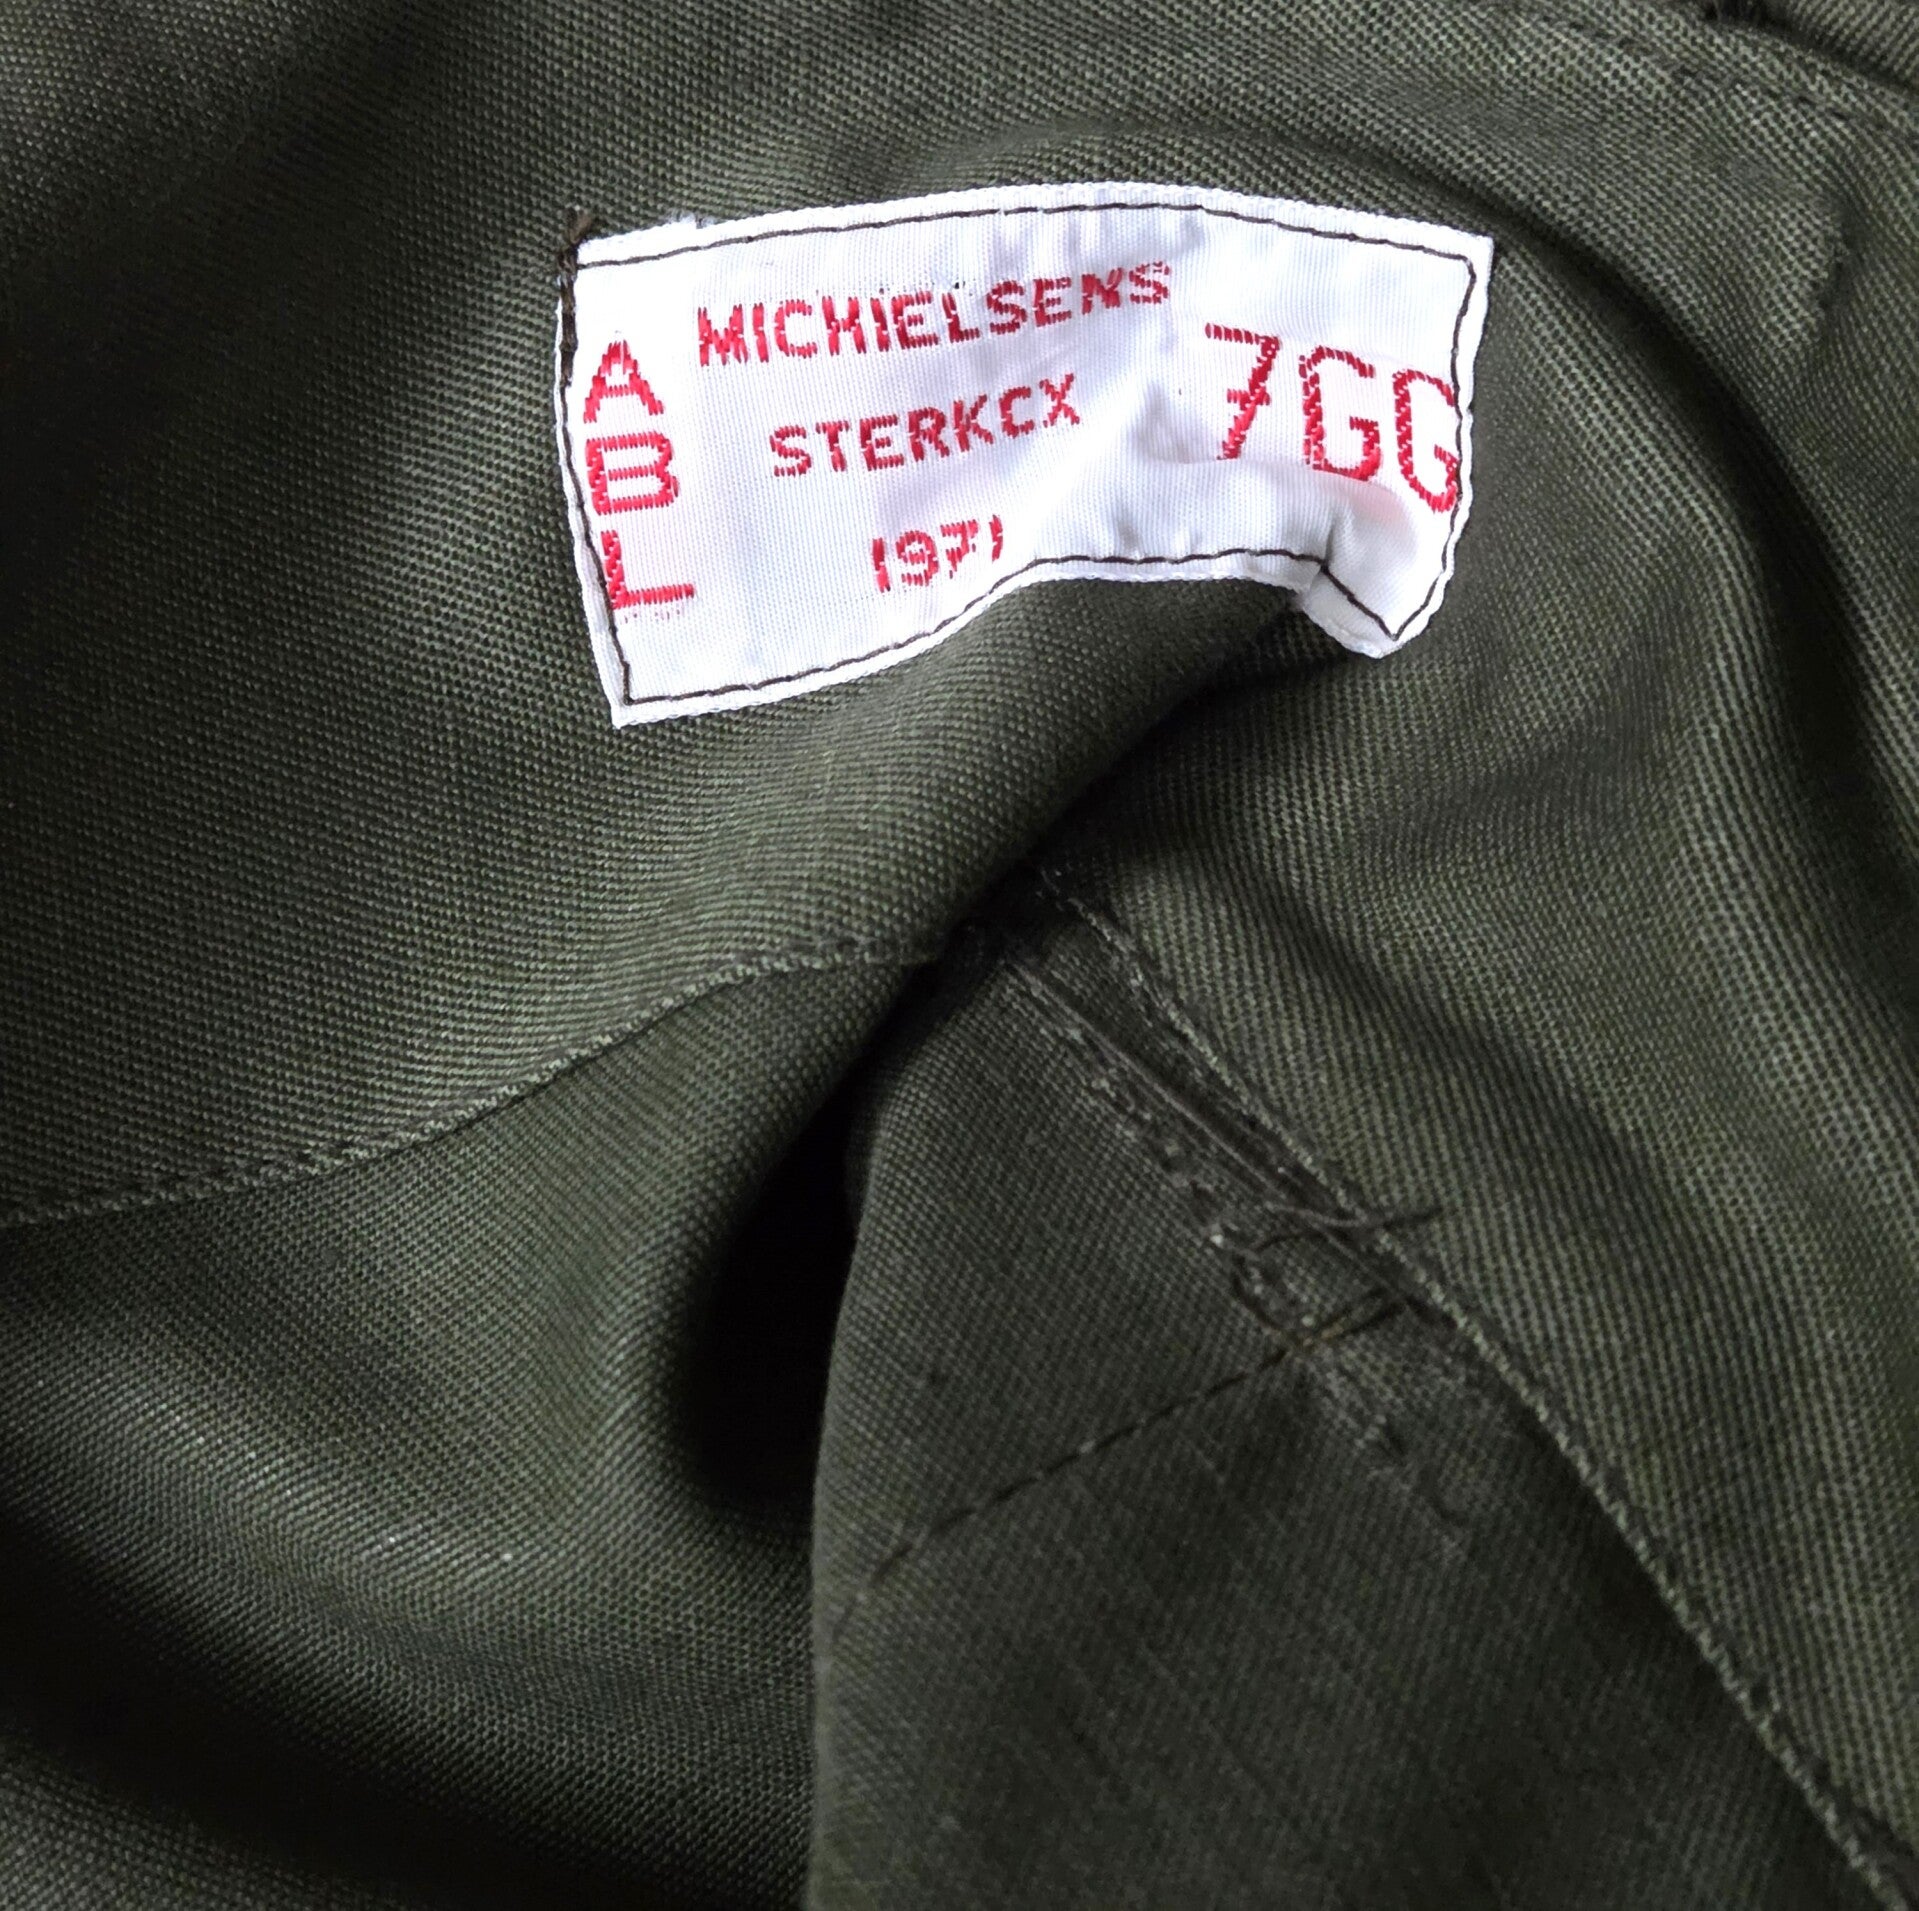 ABL
MICHIELSENS
STERKCX
1971
7GG